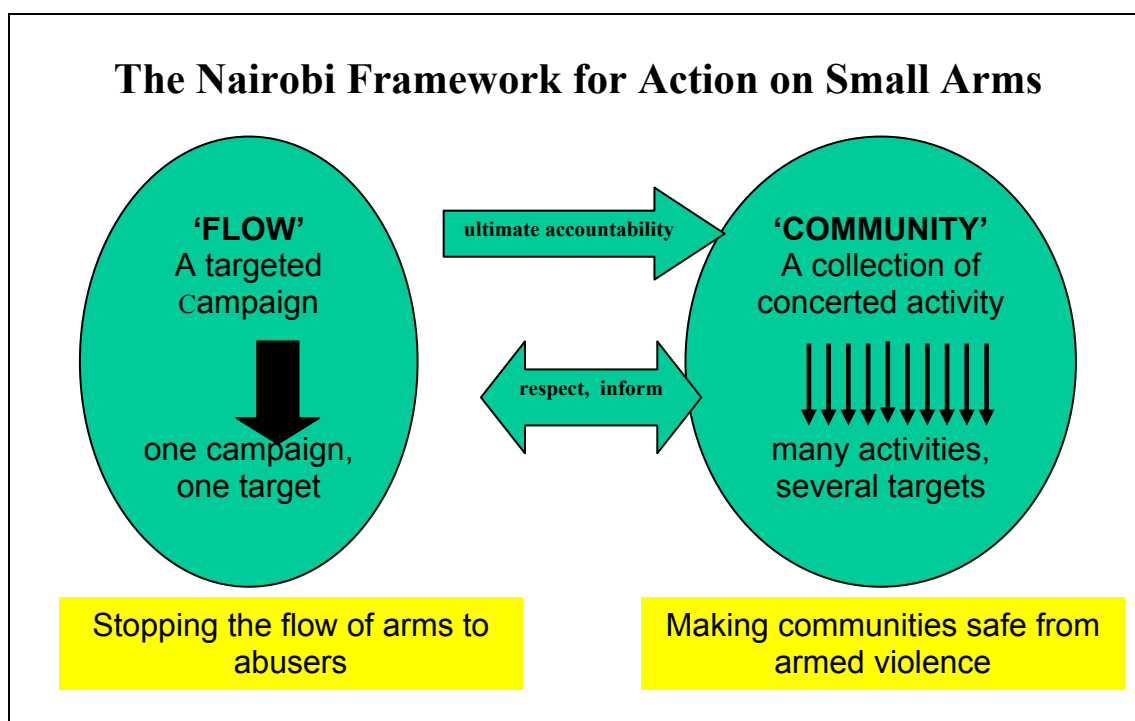 The Nairobi Framework for Action on Small Arms
‘FLOW’
A targeted
Campaign
one campaign,
one target
ultimate accountability
respect, inform
‘COMMUNITY’
A collection of
concerted activity
many activities,
several targets
Stopping the flow of arms to
abusers
Making communities safe from
armed violence